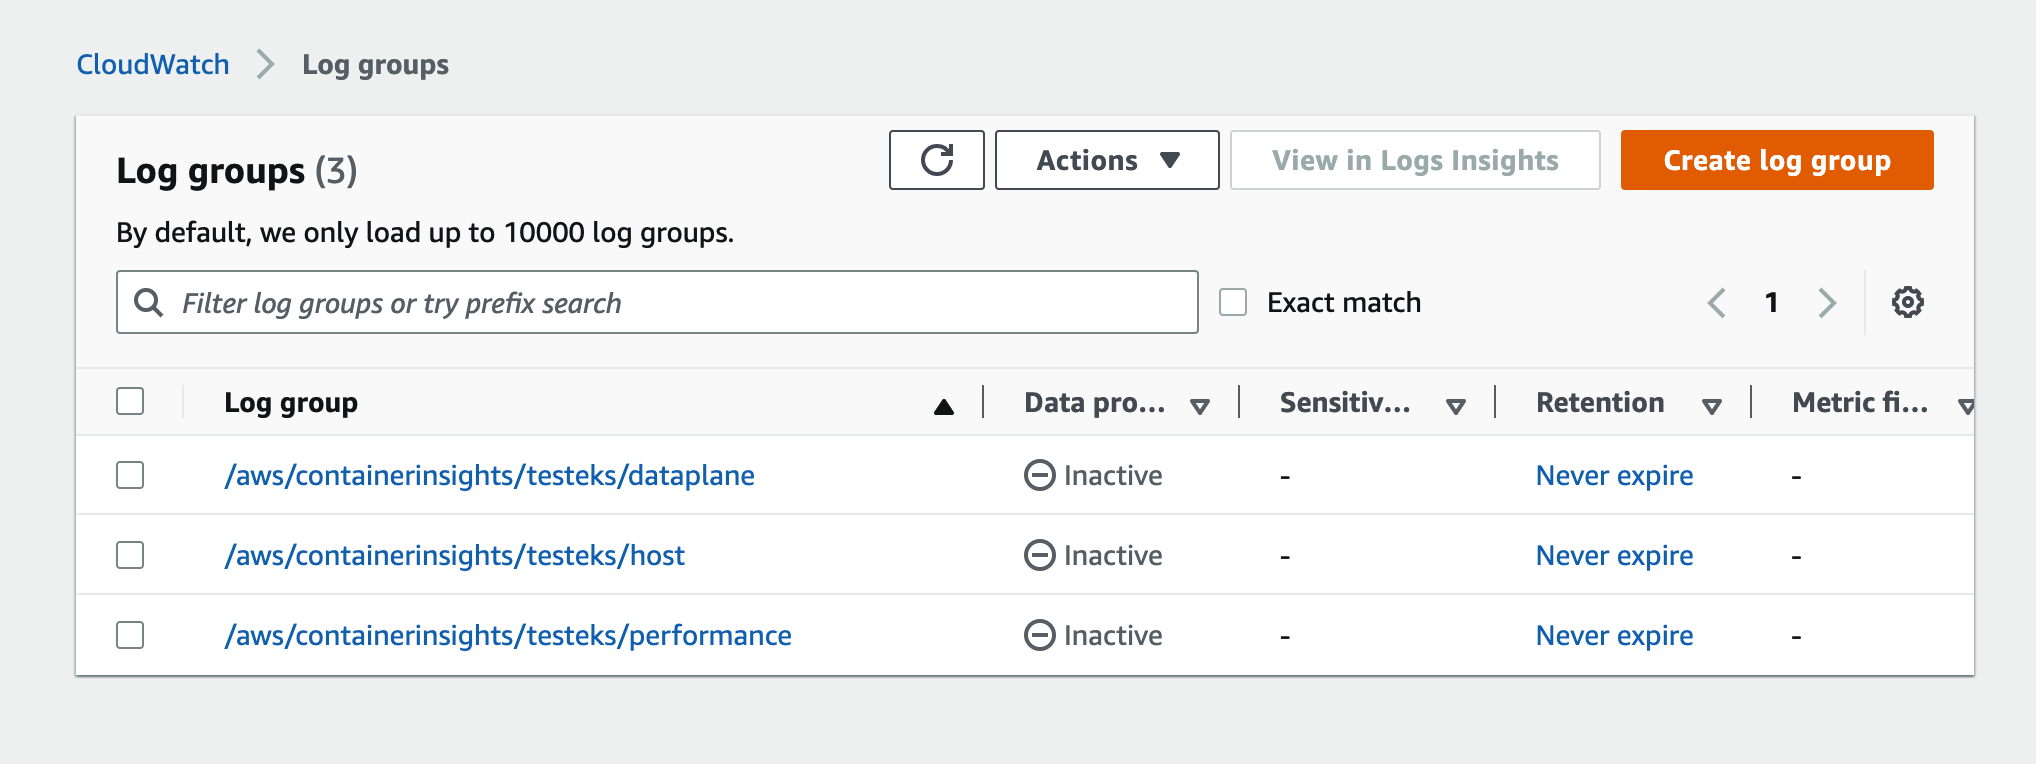 CloudWatch Log groups
Log groups (3)
Actions
View in Logs Insights
Create log group
By default, we only load up to 10000 log groups.
Filter log groups or try prefix search
Exact match
1
Log group Data pro... Sensitiv... Retention Metric fi...
/aws/containerinsights/testeks/dataplane Inactive - Never expire -
/aws/containerinsights/testeks/host Inactive - Never expire -
/aws/containerinsights/testeks/performance Inactive - Never expire -